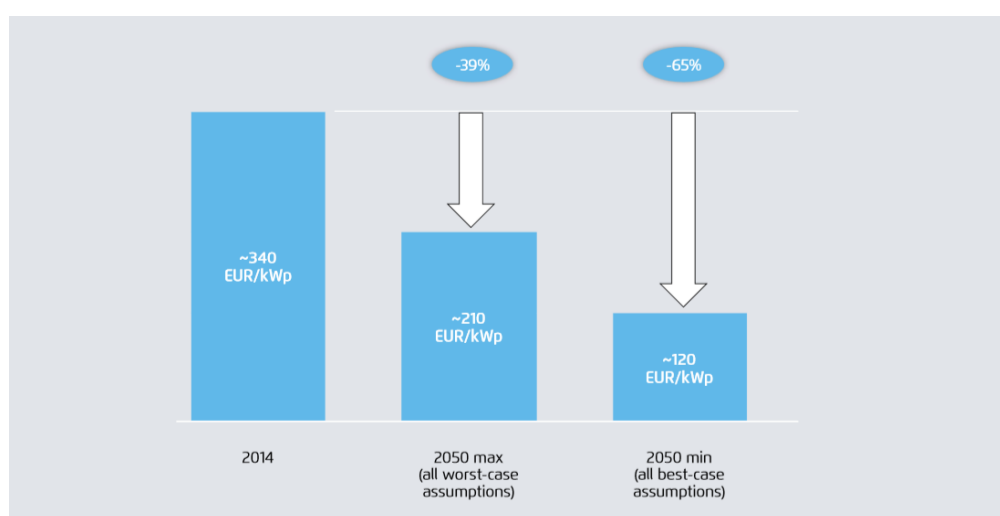 -39%
-65%
~340
EUR/kWp
~210
EUR/kWp
~120
EUR/kWp
2014
2050 max
(all worst-case
assumptions)
2050 min
(all best-case
assumptions)